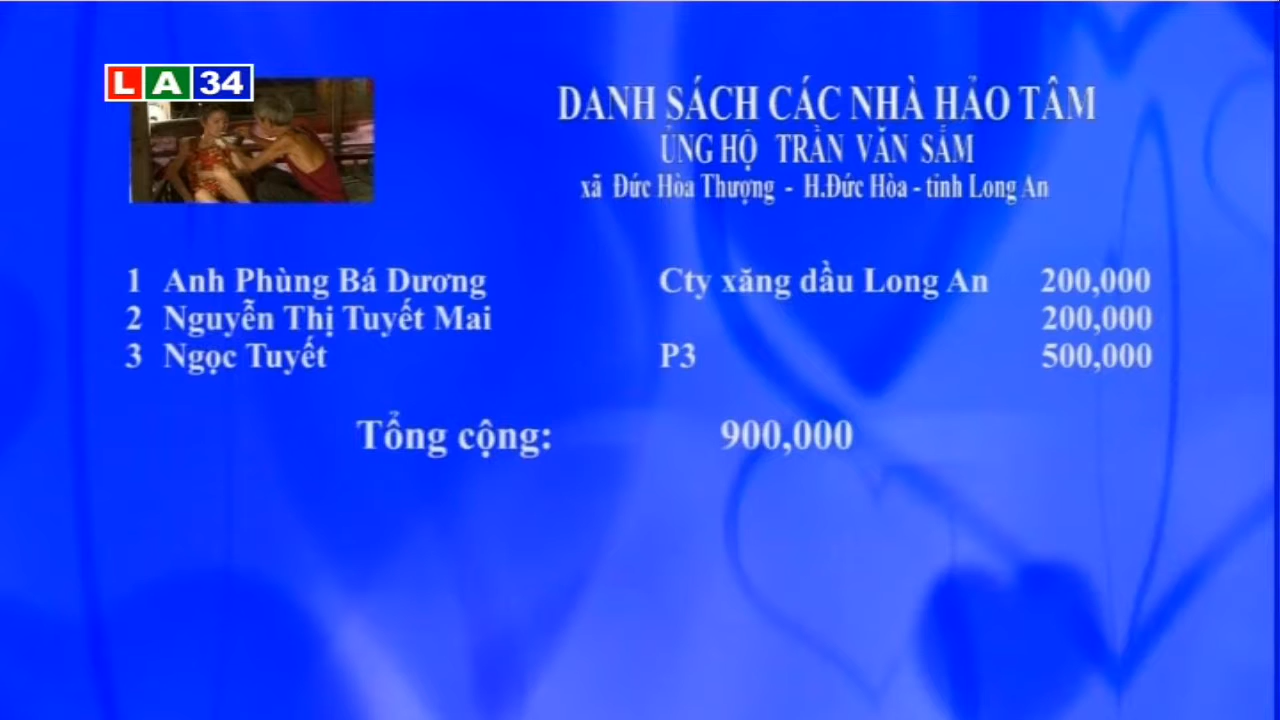 LA34
DANH SÁCH CÁC NHÀ HẢO TÂM
ỦNG HỘ TRẦN VĂN SẮM
xã Đức Hòa Thượng - H.Đức Hòa - tỉnh Long An
1 Anh Phùng Bá Dương Cty xăng dầu Long An 200,000
2 Nguyễn Thị Tuyết Mai 200,000
3 Ngọc Tuyết P3 500,000
Tổng cộng: 900,000